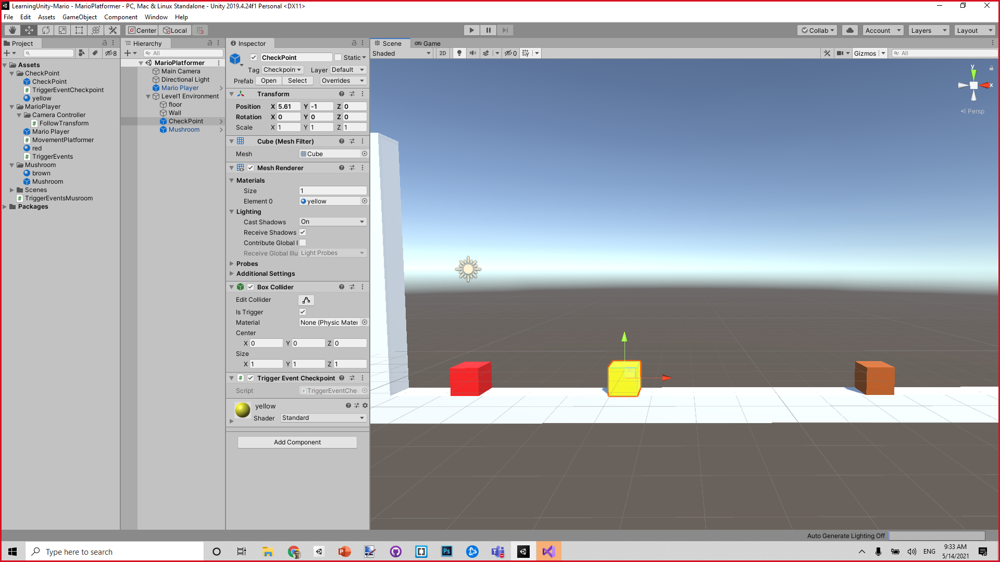 LearningUnity-Mario - MarioPlatformer - PC, Mac & Linux Standalone - Unity 2019.4.24f1 Personal <DX11>
File Edit Assets GameObject Component Window Help
Center Local Collab Account Layers Layout
Project
8
Assets
CheckPoint
CheckPoint
TriggerEventCheckpoint
yellow
MarioPlayer
Camera Controller
FollowTransform
Mario Player
MovementPlatformer
red
TriggerEvents
Mushroom
brown
Mushroom
Scenes
TriggerEventsMusroom
Packages
Hierarchy
All
MarioPlatformer
Main Camera
Directional Light
Mario Player
Level1 Environment
floor
Wall
CheckPoint
Mushroom
Inspector
CheckPoint Static
Tag Checkpoin Layer Default
Prefab Open Select Overrides
Transform
Position X 5.61 Y -1 Z 0
Rotation X 0 Y 0 Z 0
Scale X 1 Y 1 Z 1
Cube (Mesh Filter)
Mesh Cube
Mesh Renderer
Materials
Size 1
Element 0 yellow
Lighting
Cast Shadows On
Receive Shadows
Contribute Global I
Receive Global Illu Light Probes
Probes
Additional Settings
Box Collider
Edit Collider
Is Trigger
Material None (Physic Mater
Center
X 0 Y 0 Z 0
Size
X 1 Y 1 Z 1
Trigger Event Checkpoint
Script TriggerEventChe
yellow
Shader Standard
Add Component
Scene Game
Shaded 2D 0 Gizmos All
y
x
Persp
Auto Generate Lighting Off
Type here to search
Ps
ENG
9:33 AM
5/14/2021